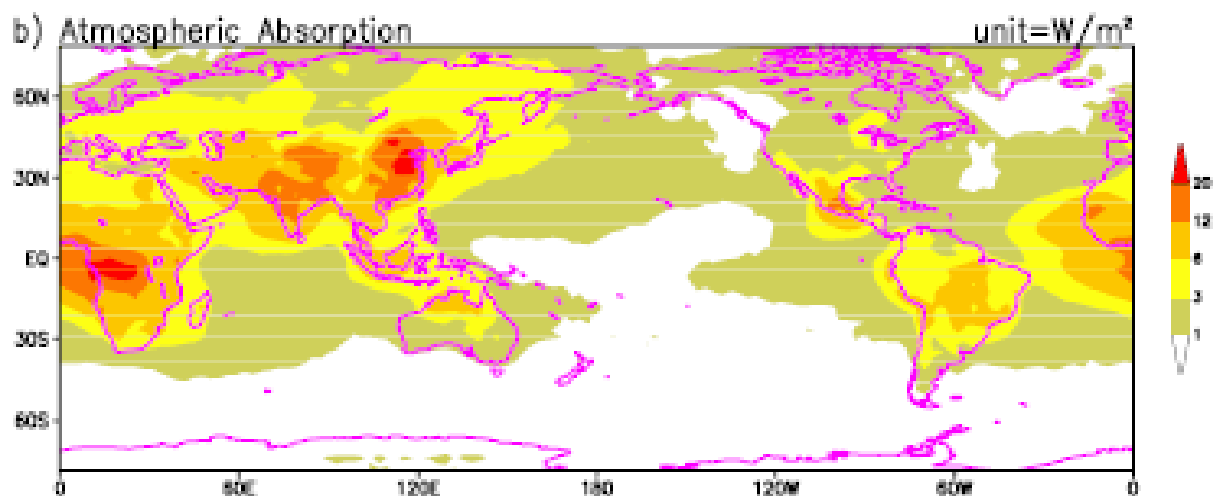 b) Atmospheric Absorption unit=W/m²
60N
30N
EQ
30S
60S
20
12
6
3
1
0 60E 120E 180 120W 60W 0